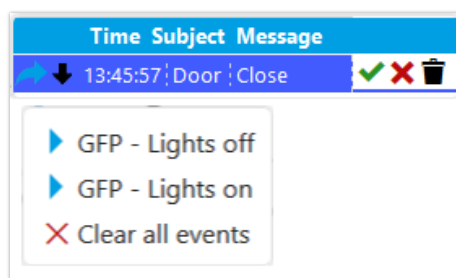 Time Subject Message
13:45:57 Door Close
GFP - Lights off
GFP - Lights on
Clear all events